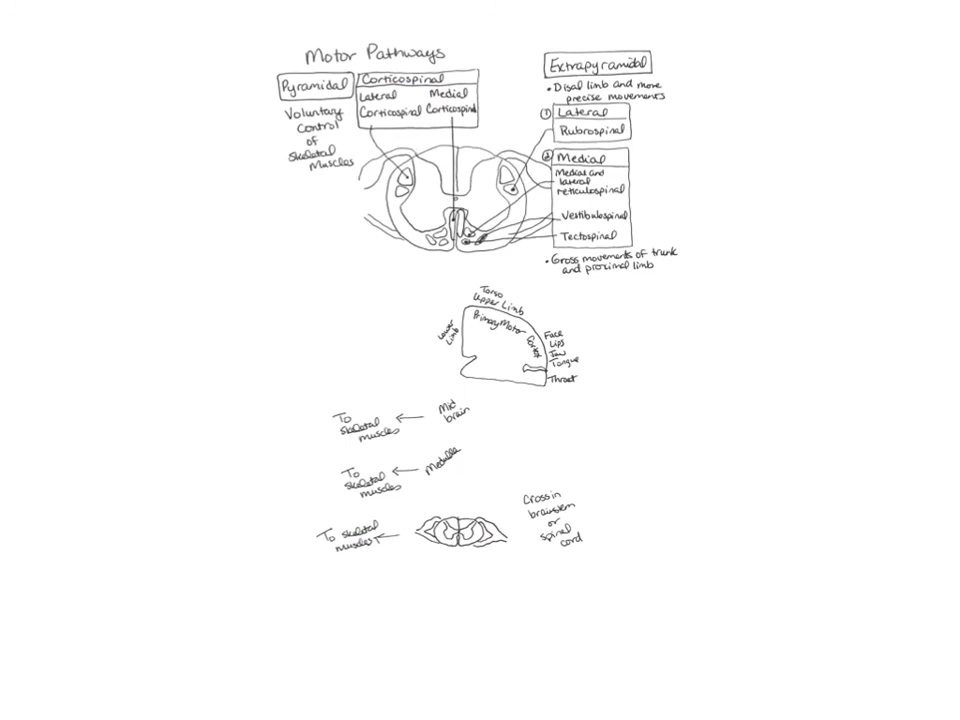 Motor Pathways
Pyramidal
Voluntary
Control
of
Skeletal
Muscles
Corticospinal
Lateral Medial
Corticospinal Corticospinal
Extrapyramidal
• Disal limb and more
precise movements
① Lateral
Rubrospinal
② Medial
Medial and
lateral
reticulospinal
Vestibulospinal
Tectospinal
• Gross movements of trunk
and proximal limb
Torso
Upper Limb
Lower
Limb
Primary Motor Cortex
Face
Lips
Jaw
Tongue
Throat
To
skeletal
muscles
Mid
brain
To
skeletal
muscles
Medulla
To skeletal
muscles
Cross in
brainstem
or
spinal
cord